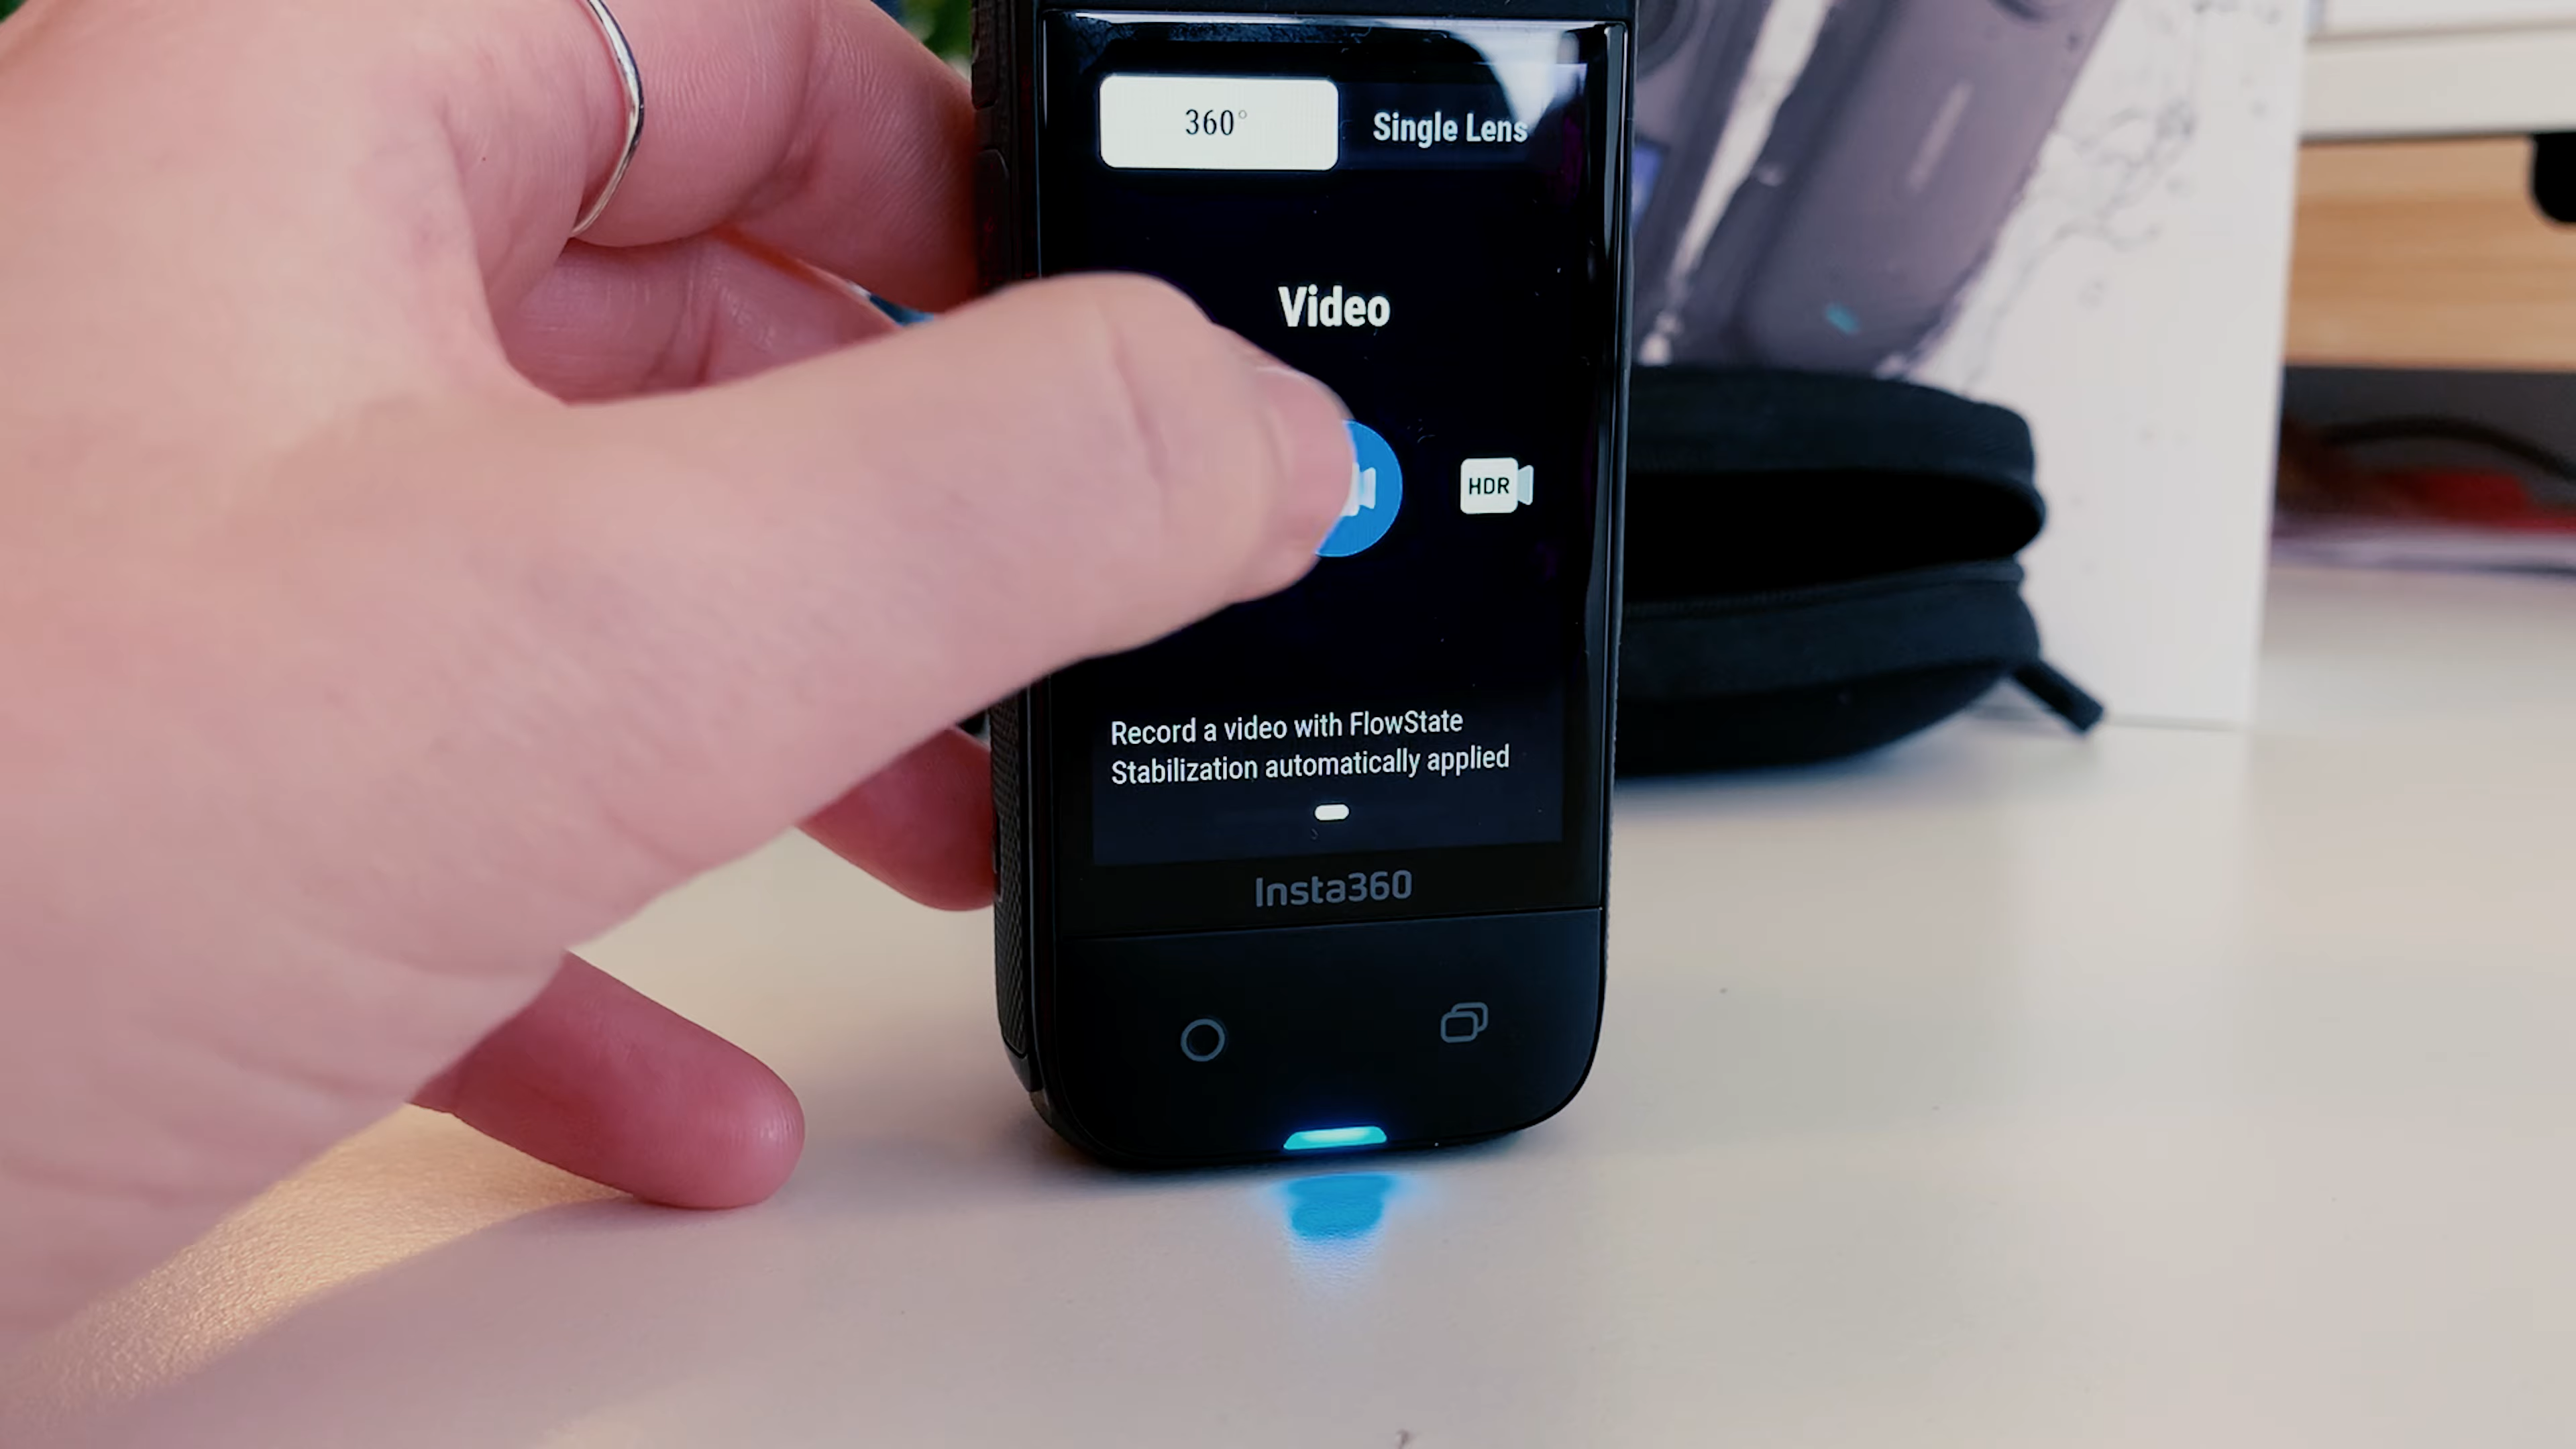 360°
Single Lens
Video
HDR
Record a video with FlowState
Stabilization automatically applied
Insta360